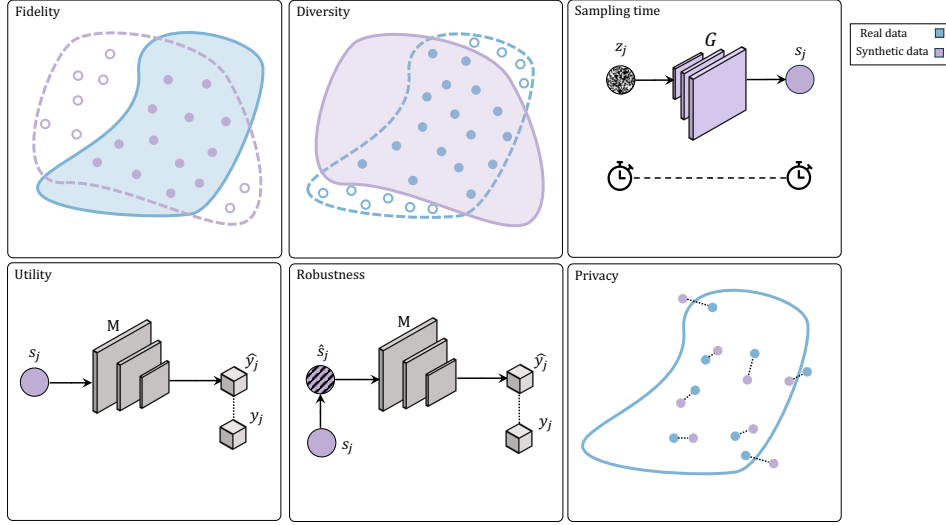 Fidelity
Diversity
Sampling time
z_j
G
s_j
Real data
Synthetic data
Utility
s_j
M
ŷ_j
y_j
Robustness
ŝ_j
M
ŷ_j
y_j
s_j
Privacy